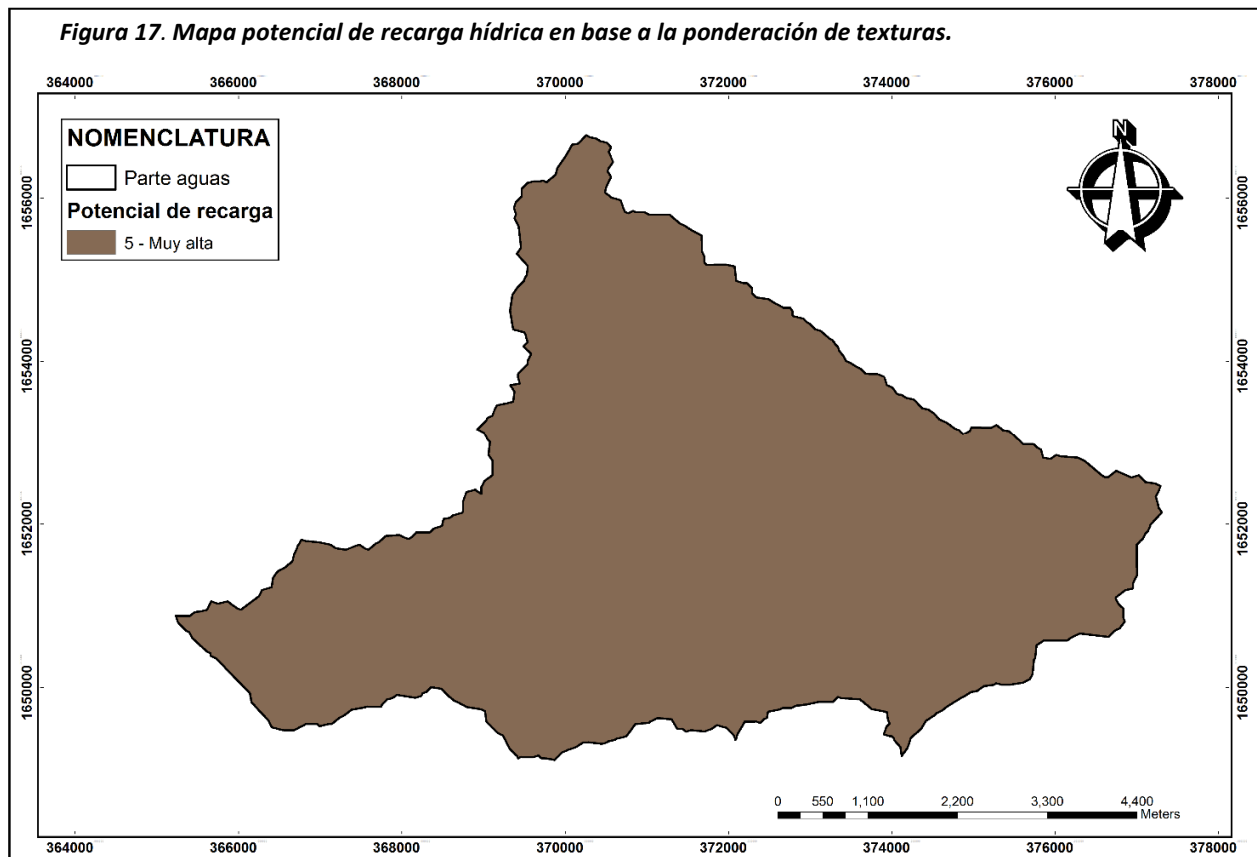 Figura 17. Mapa potencial de recarga hídrica en base a la ponderación de texturas.
364000 366000 368000 370000 372000 374000 376000 378000
NOMENCLATURA
Parte aguas
Potencial de recarga
5 - Muy alta
N
1656000 1656000
1654000 1654000
1652000 1652000
1650000 1650000
0 550 1,100 2,200 3,300 4,400
Meters
364000 366000 368000 370000 372000 374000 376000 378000